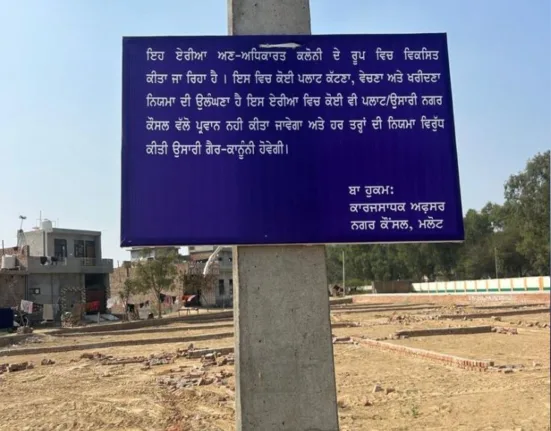 ਇਹ ਏਰੀਆ ਅਣ-ਅਧਿਕਾਰਤ ਕਲੋਨੀ ਦੇ ਰੂਪ ਵਿਚ ਵਿਕਸਿਤ
ਕੀਤਾ ਜਾ ਰਿਹਾ ਹੈ । ਇਸ ਵਿਚ ਕੋਈ ਪਲਾਟ ਕੱਟਣਾ, ਵੇਚਣਾ ਅਤੇ ਖਰੀਦਣਾ
ਨਿਯਮਾ ਦੀ ਉਲੰਘਣਾ ਹੈ ਇਸ ਏਰੀਆ ਵਿਚ ਕੋਈ ਵੀ ਪਲਾਟ/ਉਸਾਰੀ ਨਗਰ
ਕੌਂਸਲ ਵੱਲੋ ਪ੍ਰਵਾਨ ਨਹੀ ਕੀਤਾ ਜਾਵੇਗਾ ਅਤੇ ਹਰ ਤਰ੍ਹਾਂ ਦੀ ਨਿਯਮਾ ਵਿਰੁੱਧ
ਕੀਤੀ ਉਸਾਰੀ ਗੈਰ-ਕਾਨੂੰਨੀ ਹੋਵੇਗੀ।
ਬਾ ਹੁਕਮ:
ਕਾਰਜਸਾਧਕ ਅਫ਼ਸਰ
ਨਗਰ ਕੌਂਸਲ, ਮਲੋਟ